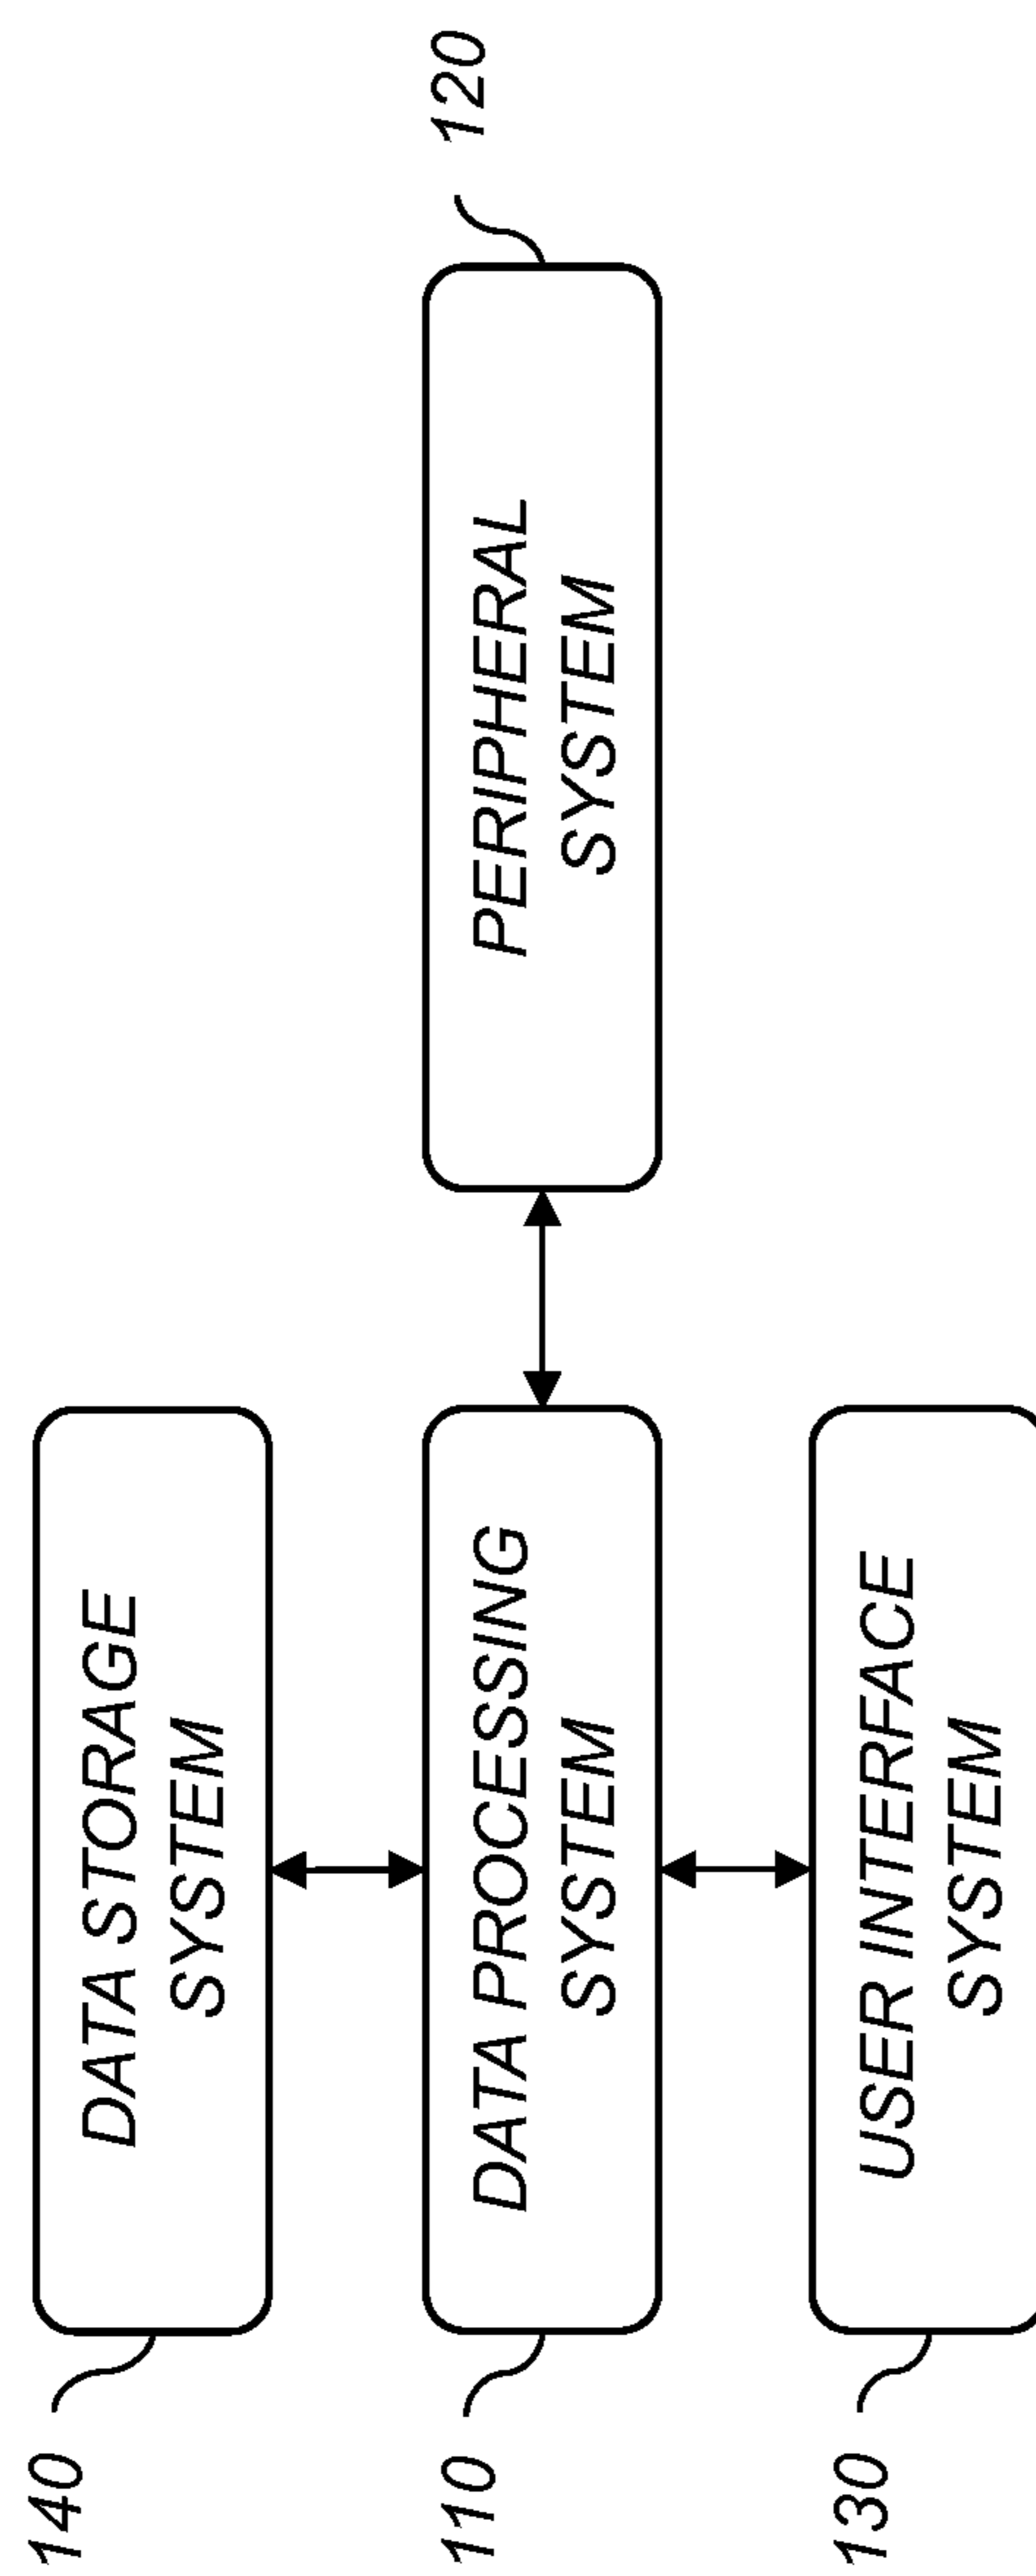 140
DATA STORAGE
SYSTEM
110
DATA PROCESSING
SYSTEM
PERIPHERAL
SYSTEM
120
130
USER INTERFACE
SYSTEM